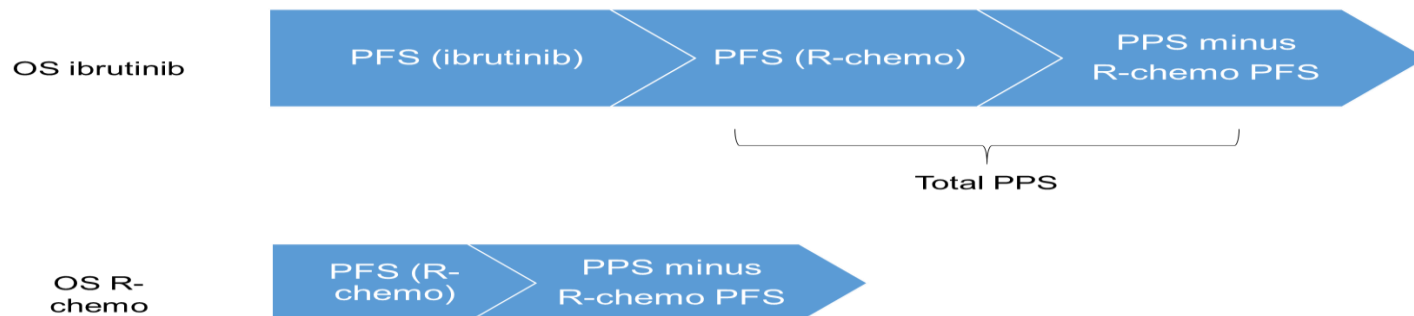 OS ibrutinib
PFS (ibrutinib)
PFS (R-chemo)
PPS minus
R-chemo PFS
Total PPS
OS R-
chemo
PFS (R-
chemo)
PPS minus
R-chemo PFS